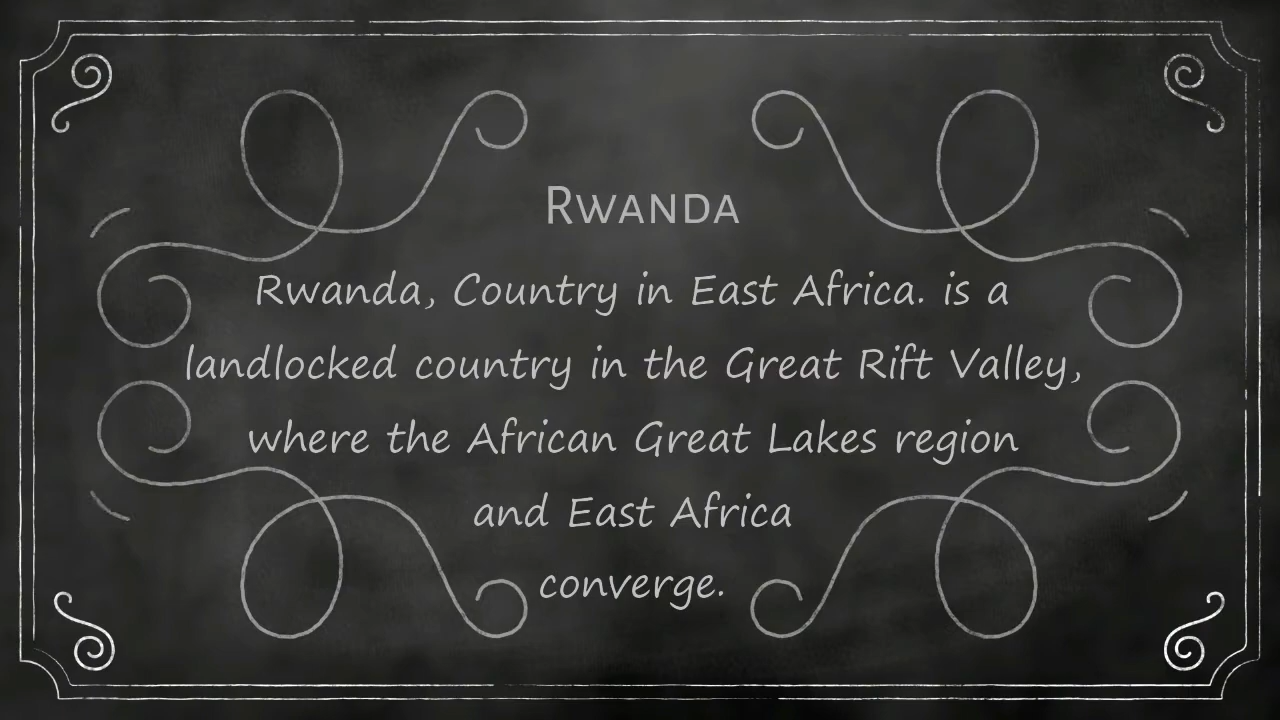 Rwanda
Rwanda, Country in East Africa. is a
landlocked country in the Great Rift Valley,
where the African Great Lakes region
and East Africa
converge.